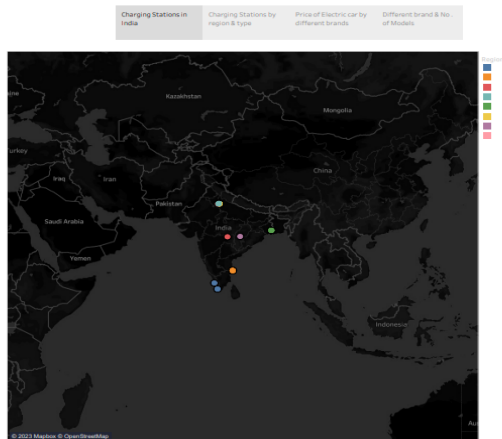 Charging Stations in
India
Charging Stations by
region & type
Price of Electric car by
different brands
Different brand & No..
of Models
Region
Kazakhstan
Mongolia
Turkey
China
Iraq
Iran
Pakistan
Saudi Arabia
India
Yemen
Indonesia
Au
© 2023 Mapbox © OpenStreetMap